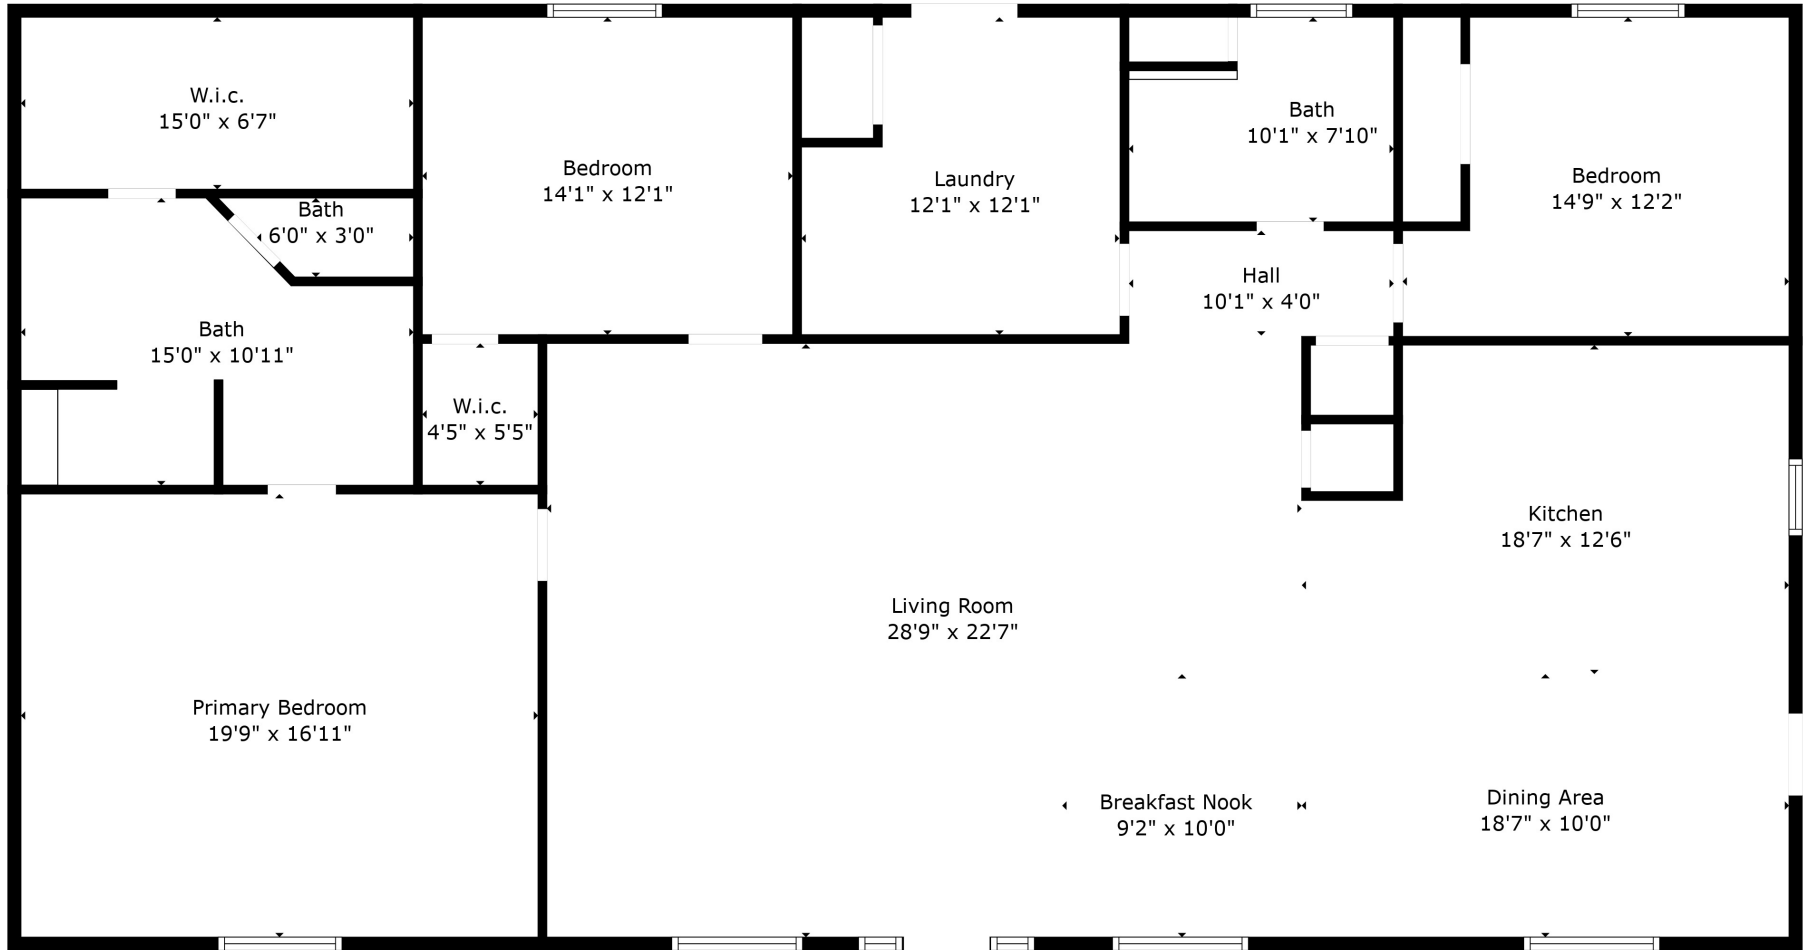 W.i.c.
15'0" x 6'7"
Bath
6'0" x 3'0"
Bath
15'0" x 10'11"
Bedroom
14'1" x 12'1"
W.i.c.
4'5" x 5'5"
Laundry
12'1" x 12'1"
Bath
10'1" x 7'10"
Hall
10'1" x 4'0"
Bedroom
14'9" x 12'2"
Kitchen
18'7" x 12'6"
Living Room
28'9" x 22'7"
Primary Bedroom
19'9" x 16'11"
Breakfast Nook
9'2" x 10'0"
Dining Area
18'7" x 10'0"